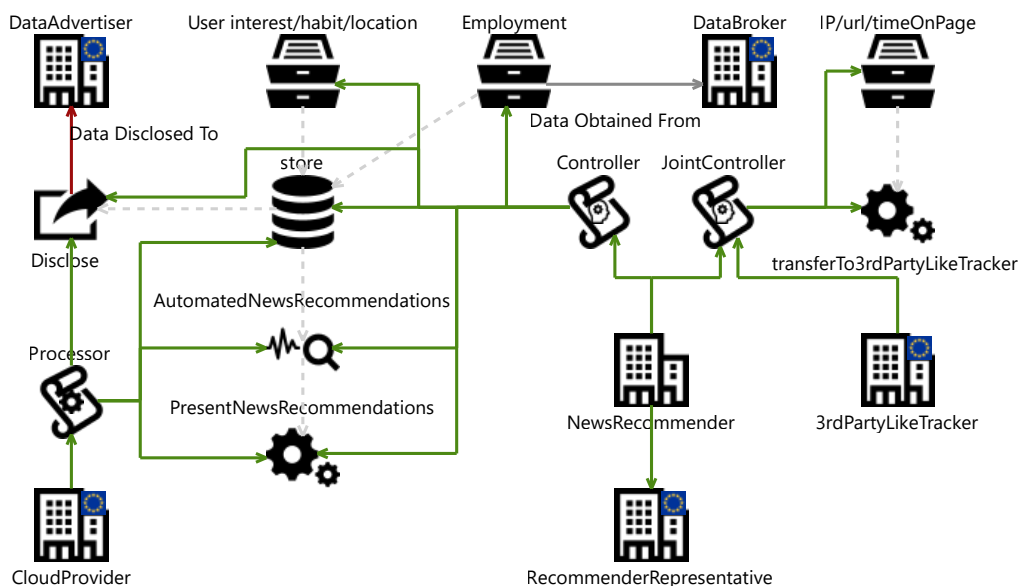 DataAdvertiser
User interest/habit/location
Employment
DataBroker
IP/url/timeOnPage
Data Disclosed To
Data Obtained From
store
Controller
JointController
Disclose
transferTo3rdPartyLikeTracker
AutomatedNewsRecommendations
Processor
PresentNewsRecommendations
NewsRecommender
3rdPartyLikeTracker
CloudProvider
RecommenderRepresentative